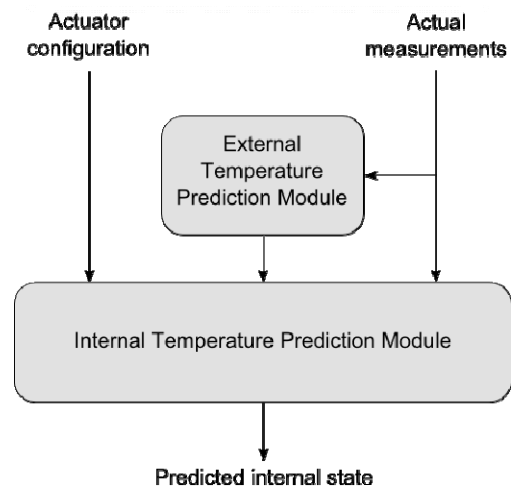 Actuator
configuration
Actual
measurements
External
Temperature
Prediction Module
Internal Temperature Prediction Module
Predicted internal state